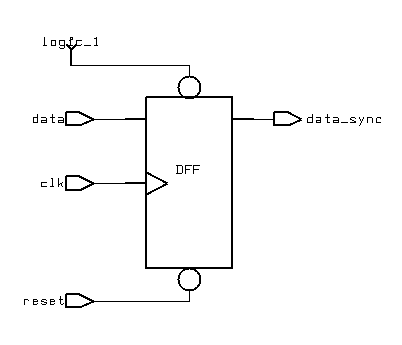 logic_1
data
data_sync
DFF
clk
reset